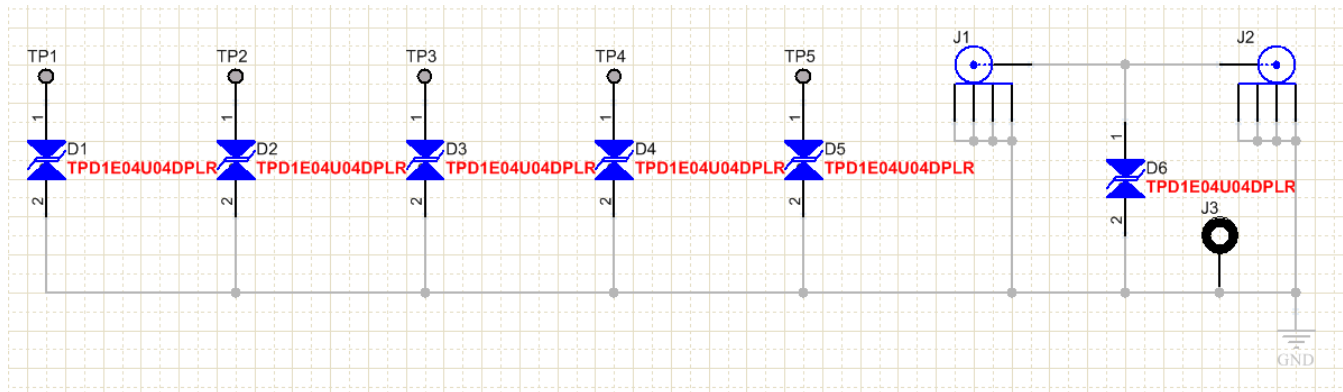 TP1
TP2
TP3
TP4
TP5
J1
J2
1
D1
TPD1E04U04DPLR
2
1
D2
TPD1E04U04DPLR
2
1
D3
TPD1E04U04DPLR
2
1
D4
TPD1E04U04DPLR
2
1
D5
TPD1E04U04DPLR
2
1
D6
TPD1E04U04DPLR
2
J3
GND